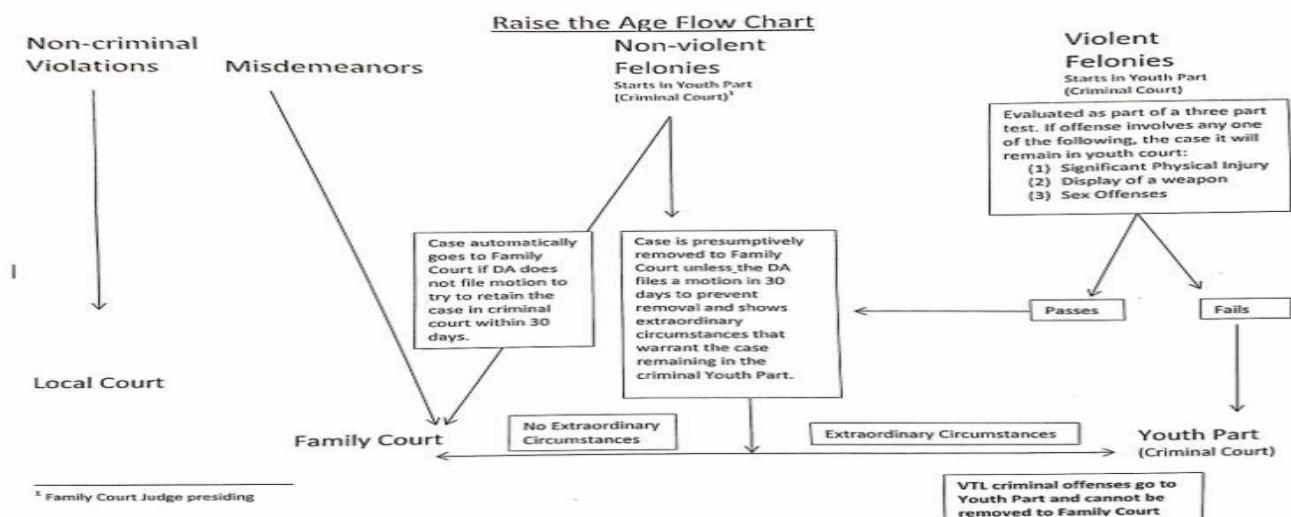 Raise the Age Flow Chart
Non-criminal
Violations
Misdemeanors
Non-violent
Felonies
Starts in Youth Part
(Criminal Court)¹
Violent
Felonies
Starts in Youth Part
(Criminal Court)
Evaluated as part of a three part
test. If offense involves any one
of the following, the case it will
remain in youth court:
(1) Significant Physical Injury
(2) Display of a weapon
(3) Sex Offenses
Case automatically
goes to Family
Court if DA does
not file motion to
try to retain the
case in criminal
court within 30
days.
Case is presumptively
removed to Family
Court unless the DA
files a motion in 30
days to prevent
removal and shows
extraordinary
circumstances that
warrant the case
remaining in the
criminal Youth Part.
Passes
Fails
Local Court
Family Court
No Extraordinary
Circumstances
Extraordinary Circumstances
Youth Part
(Criminal Court)
¹ Family Court Judge presiding
VTL criminal offenses go to
Youth Part and cannot be
removed to Family Court